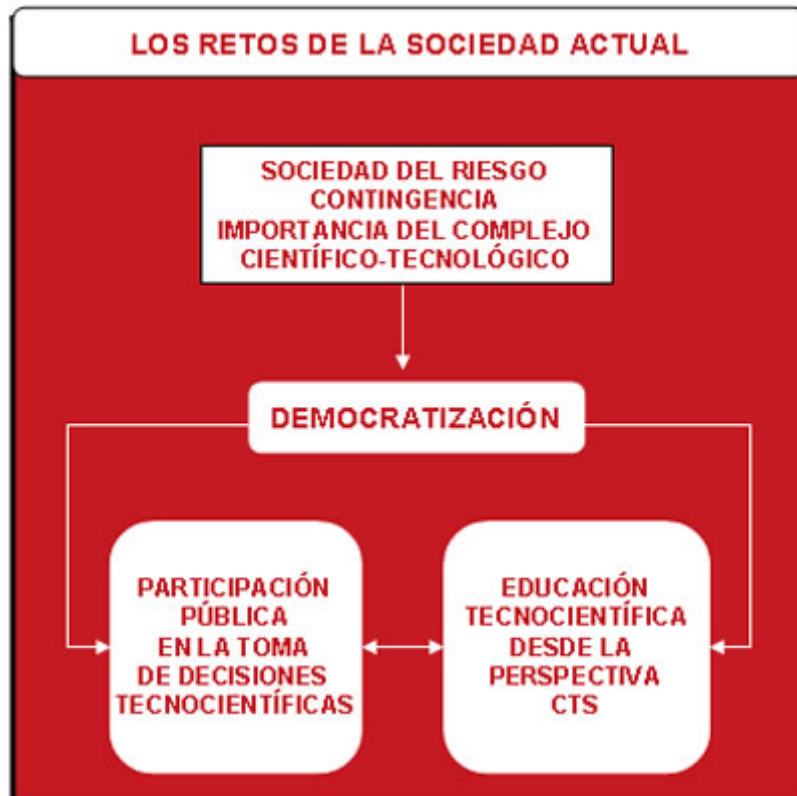 LOS RETOS DE LA SOCIEDAD ACTUAL
SOCIEDAD DEL RIESGO
CONTINGENCIA
IMPORTANCIA DEL COMPLEJO
CIENTÍFICO-TECNOLÓGICO
DEMOCRATIZACIÓN
PARTICIPACIÓN
PÚBLICA
EN LA TOMA
DE DECISIONES
TECNOCIENTÍFICAS
EDUCACIÓN
TECNOCIENTÍFICA
DESDE LA
PERSPECTIVA
CTS